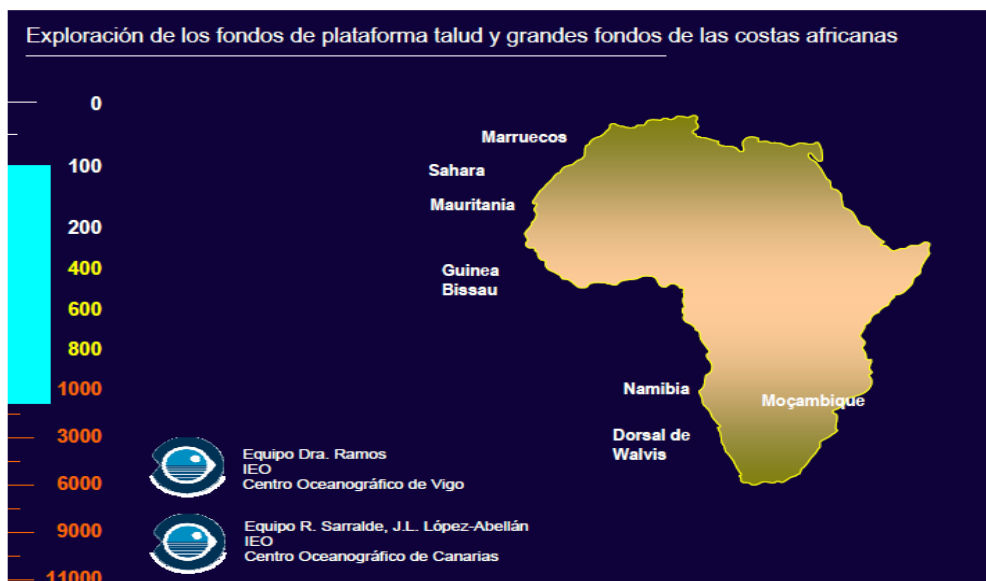 Exploración de los fondos de plataforma talud y grandes fondos de las costas africanas
0
100
200
400
600
800
1000
3000
6000
9000
11000
Marruecos
Sahara
Mauritania
Guinea
Bissau
Namibia
Moçambique
Dorsal de
Walvis
Equipo Dra. Ramos
IEO
Centro Oceanográfico de Vigo
Equipo R. Sarralde, J.L. López-Abellán
IEO
Centro Oceanográfico de Canarias